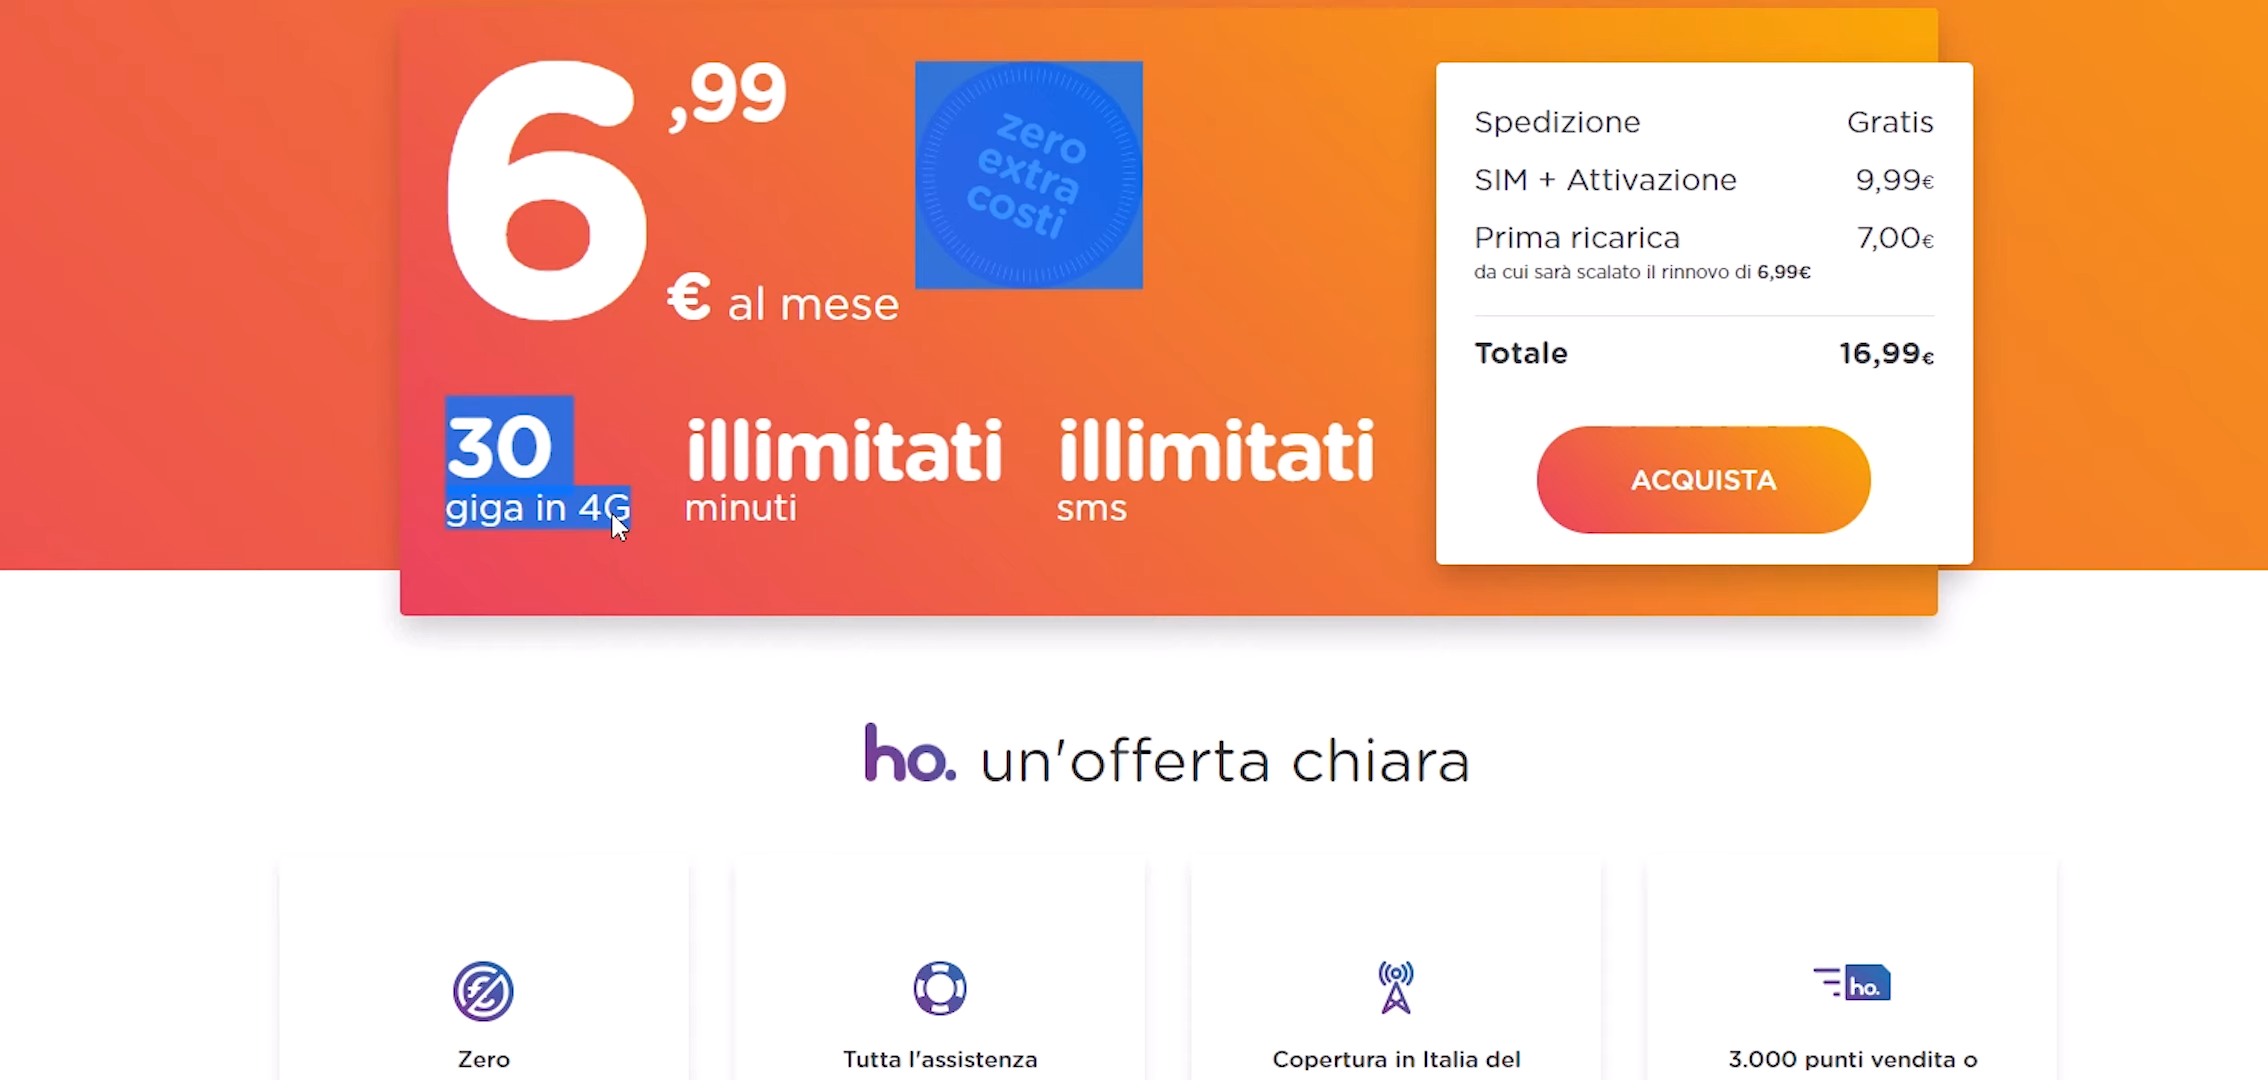 6,99
€ al mese
zero
extra
costi
30
giga in 4G
illimitati
minuti
illimitati
sms
Spedizione Gratis
SIM + Attivazione 9,99€
Prima ricarica 7,00€
da cui sarà scalato il rinnovo di 6,99€
Totale 16,99€
ACQUISTA
ho. un'offerta chiara
Zero
Tutta l'assistenza
Copertura in Italia del
ho.
3.000 punti vendita o